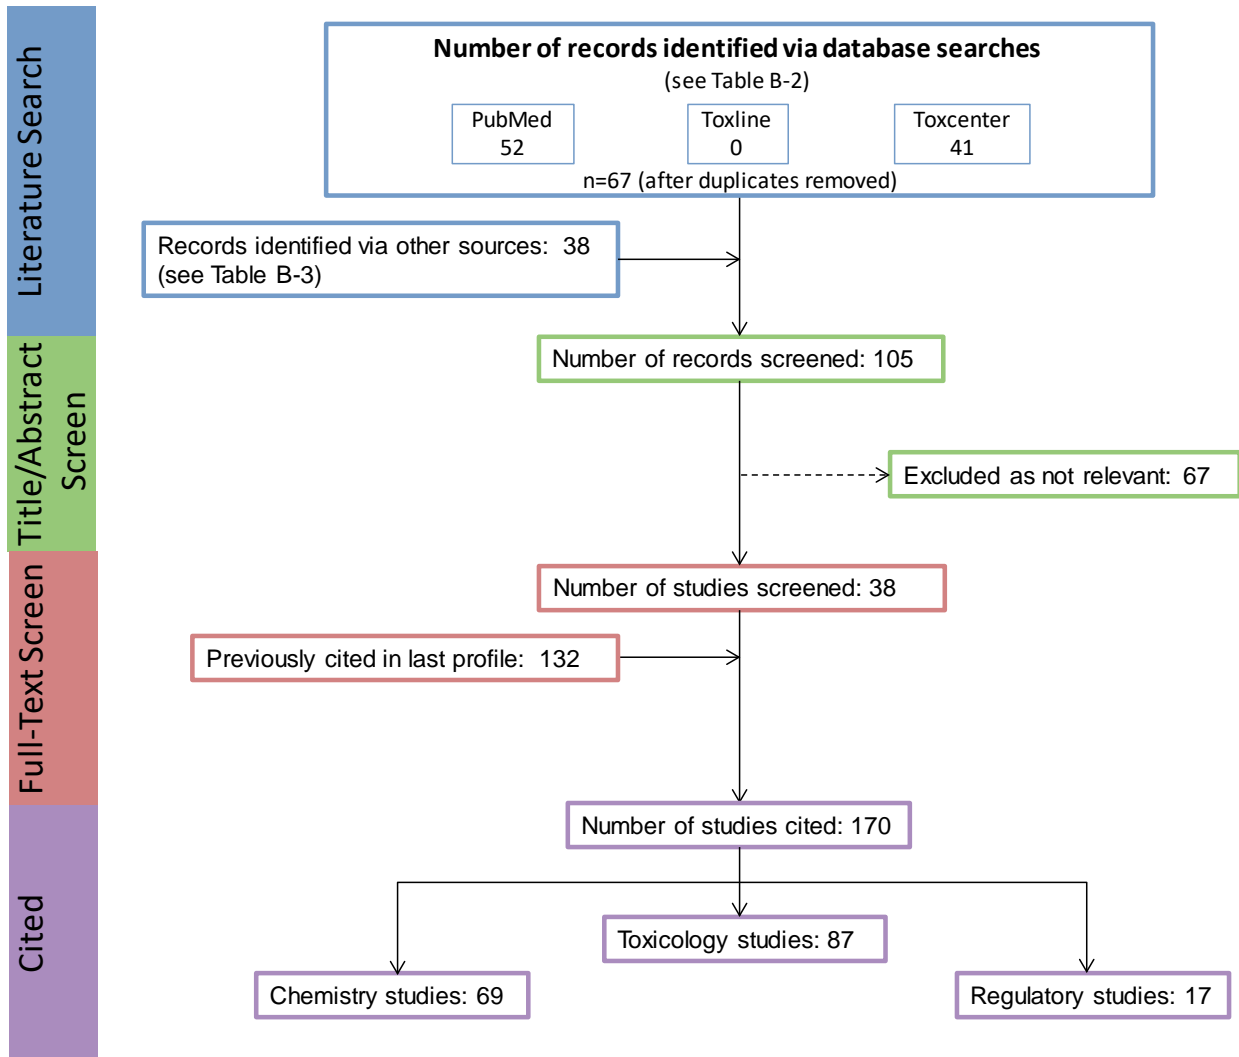 Literature Search
Number of records identified via database searches
(see Table B-2)
PubMed
52
Toxline
0
Toxcenter
41
n=67 (after duplicates removed)
Records identified via other sources: 38
(see Table B-3)
Title/Abstract
Screen
Number of records screened: 105
Excluded as not relevant: 67
Full-Text Screen
Number of studies screened: 38
Previously cited in last profile: 132
Cited
Number of studies cited: 170
Toxicology studies: 87
Chemistry studies: 69
Regulatory studies: 17